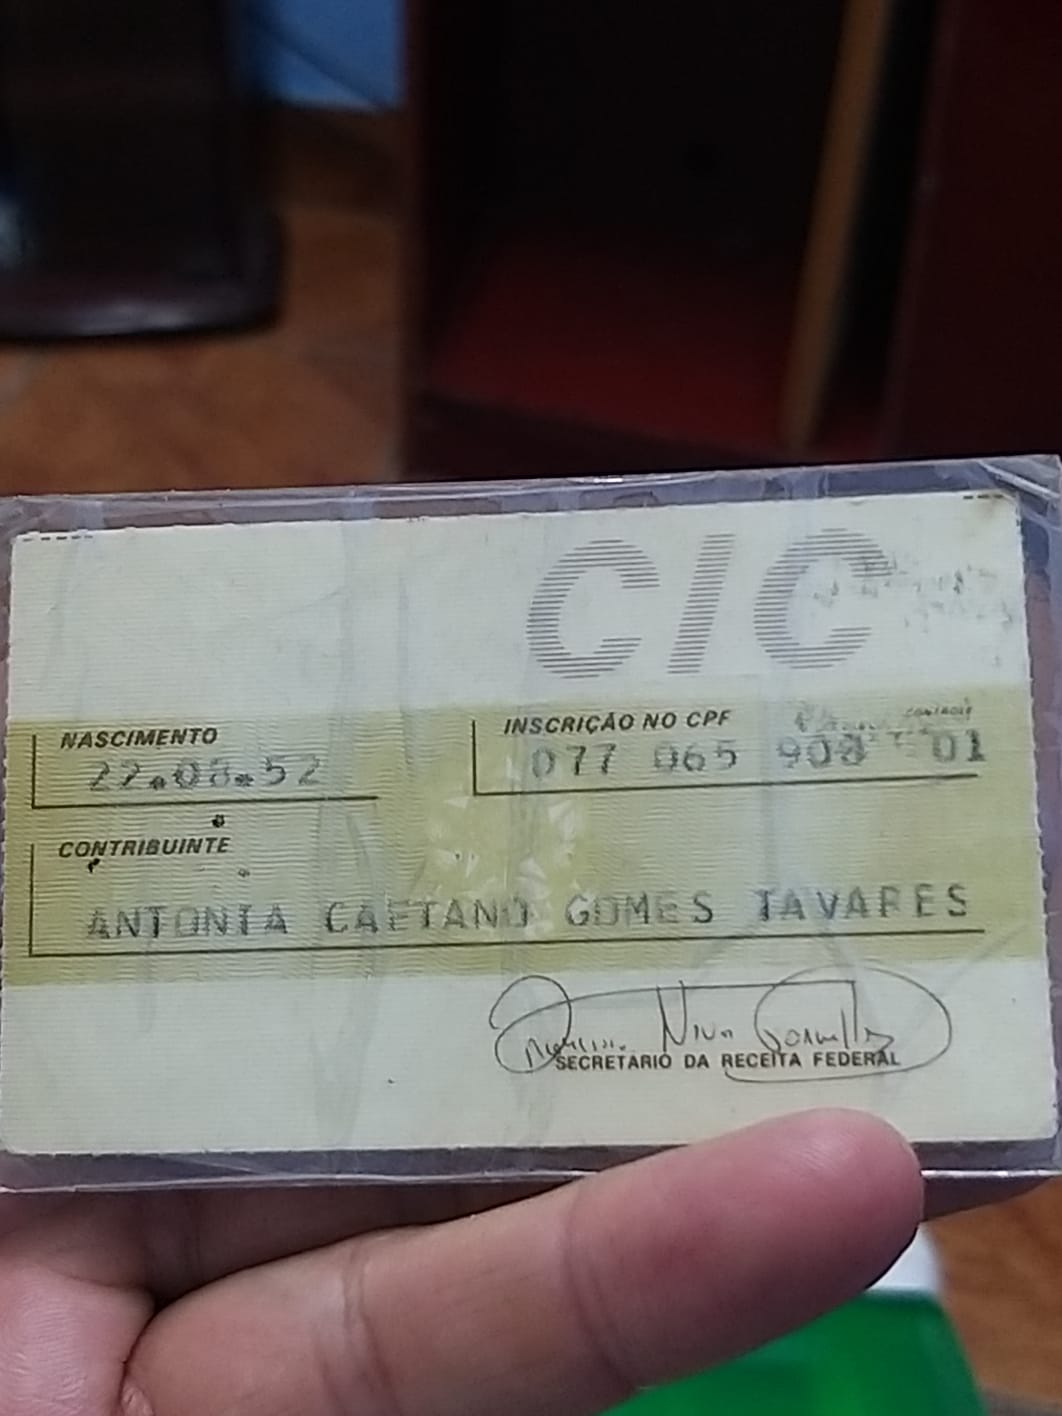 CIC
NASCIMENTO
22.08.52
INSCRIÇÃO NO CPF
CONTROLE
077 065 908 01
CONTRIBUINTE
ANTONIA CAETANO GOMES TAVARES
SECRETARIO DA RECEITA FEDERAL